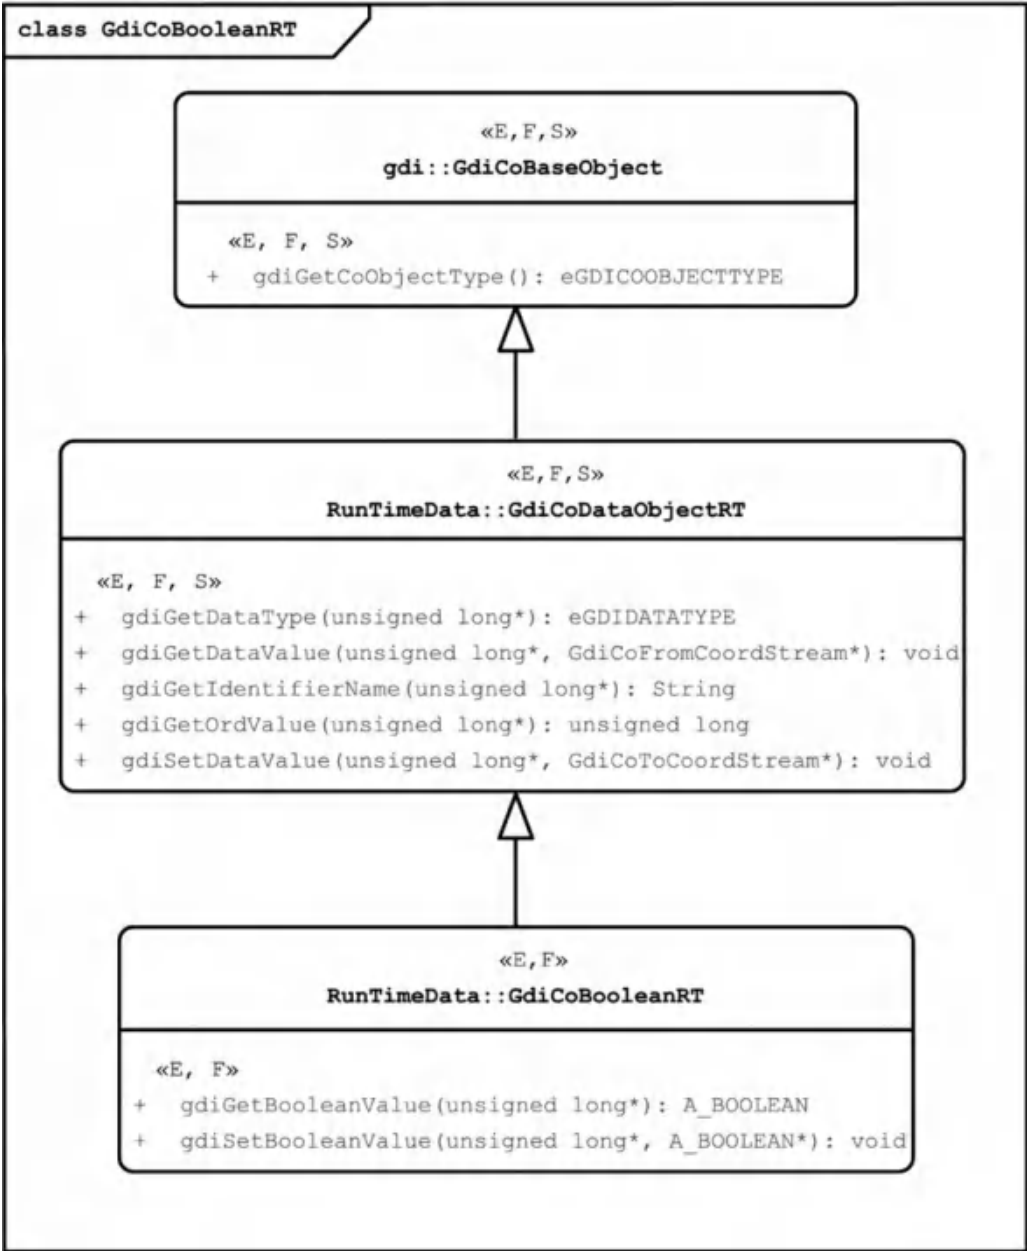 class GdiCoBooleanRT
«E,F,S»
gdi::GdiCoBaseObject
«E, F, S»
+ gdiGetCoObjectType(): eGDICOOBJECTTYPE
«E,F,S»
RunTimeData::GdiCoDataObjectRT
«E, F, S»
+ gdiGetDataType(unsigned long*): eGDIDATATYPE
+ gdiGetDataValue(unsigned long*, GdiCoFromCoordStream*): void
+ gdiGetIdentifierName(unsigned long*): String
+ gdiGetOrdValue(unsigned long*): unsigned long
+ gdiSetDataValue(unsigned long*, GdiCoToCoordStream*): void
«E,F»
RunTimeData::GdiCoBooleanRT
«E, F»
+ gdiGetBooleanValue(unsigned long*): A_BOOLEAN
+ gdiSetBooleanValue(unsigned long*, A_BOOLEAN*): void